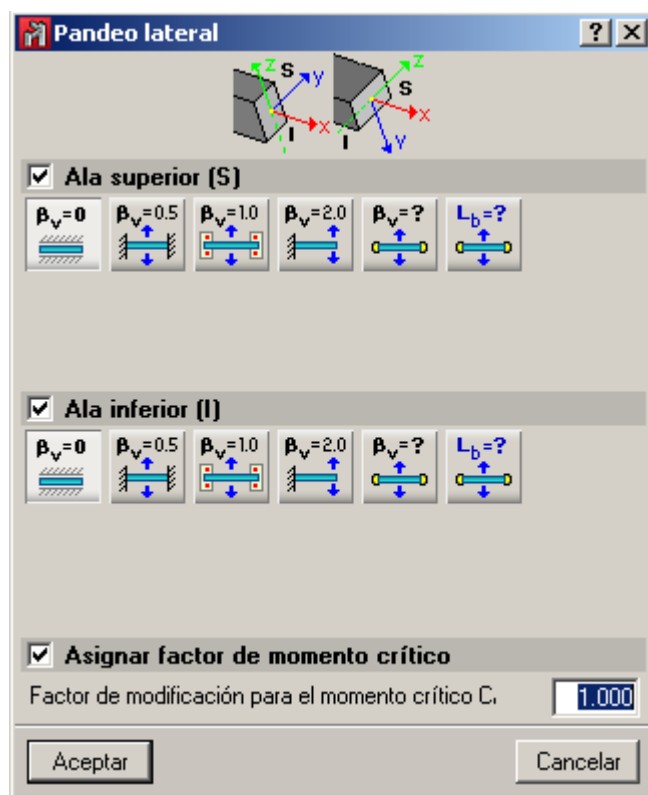 Pandeo lateral
? X
z S y x I
z S x I y
Ala superior (S)
βv=0 βv=0.5 βv=1.0 βv=2.0 βv=? Lb=?
Ala inferior (I)
βv=0 βv=0.5 βv=1.0 βv=2.0 βv=? Lb=?
Asignar factor de momento crítico
Factor de modificación para el momento crítico C 1.000
Aceptar Cancelar